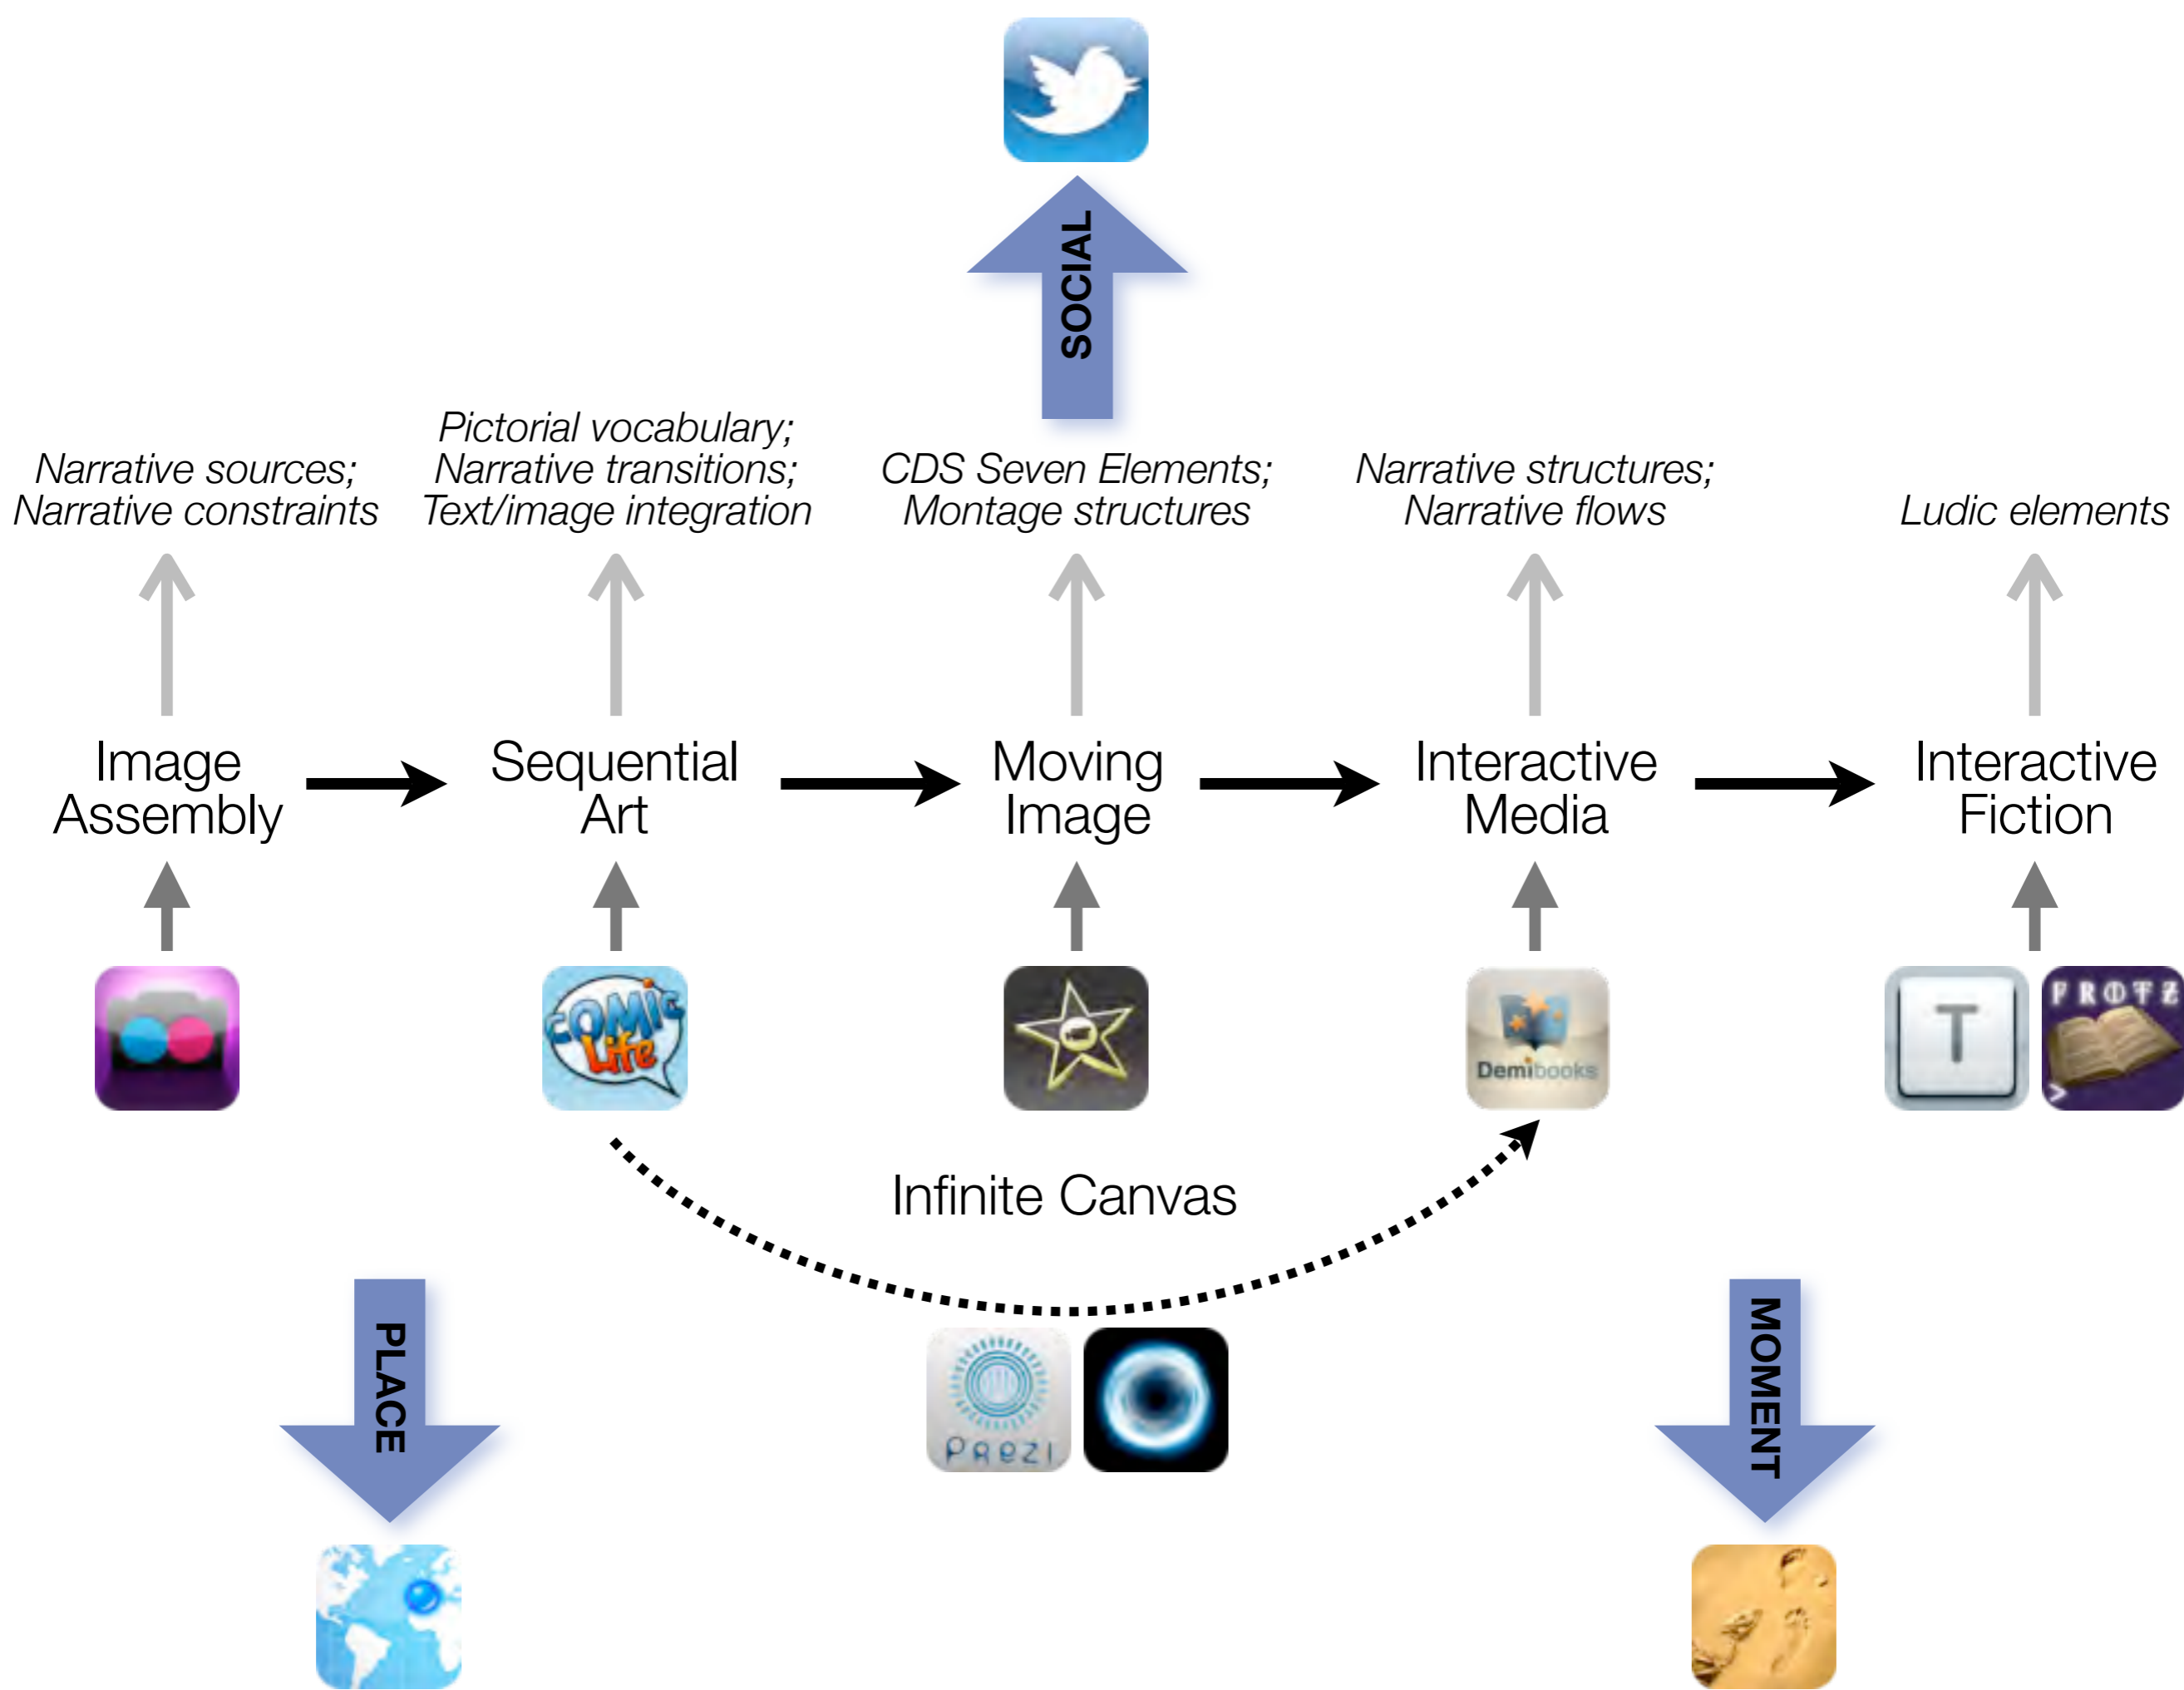 SOCIAL
Pictorial vocabulary;
Narrative sources;
Narrative transitions;
CDS Seven Elements;
Narrative structures;
Narrative constraints
Text/image integration
Montage structures
Narrative flows
Ludic elements
Image
Assembly
Sequential
Art
Moving
Image
Interactive
Media
Interactive
Fiction
COMIC
Life
Demibooks
T
FROTZ
>
Infinite Canvas
PLACE
PREZI
MOMENT